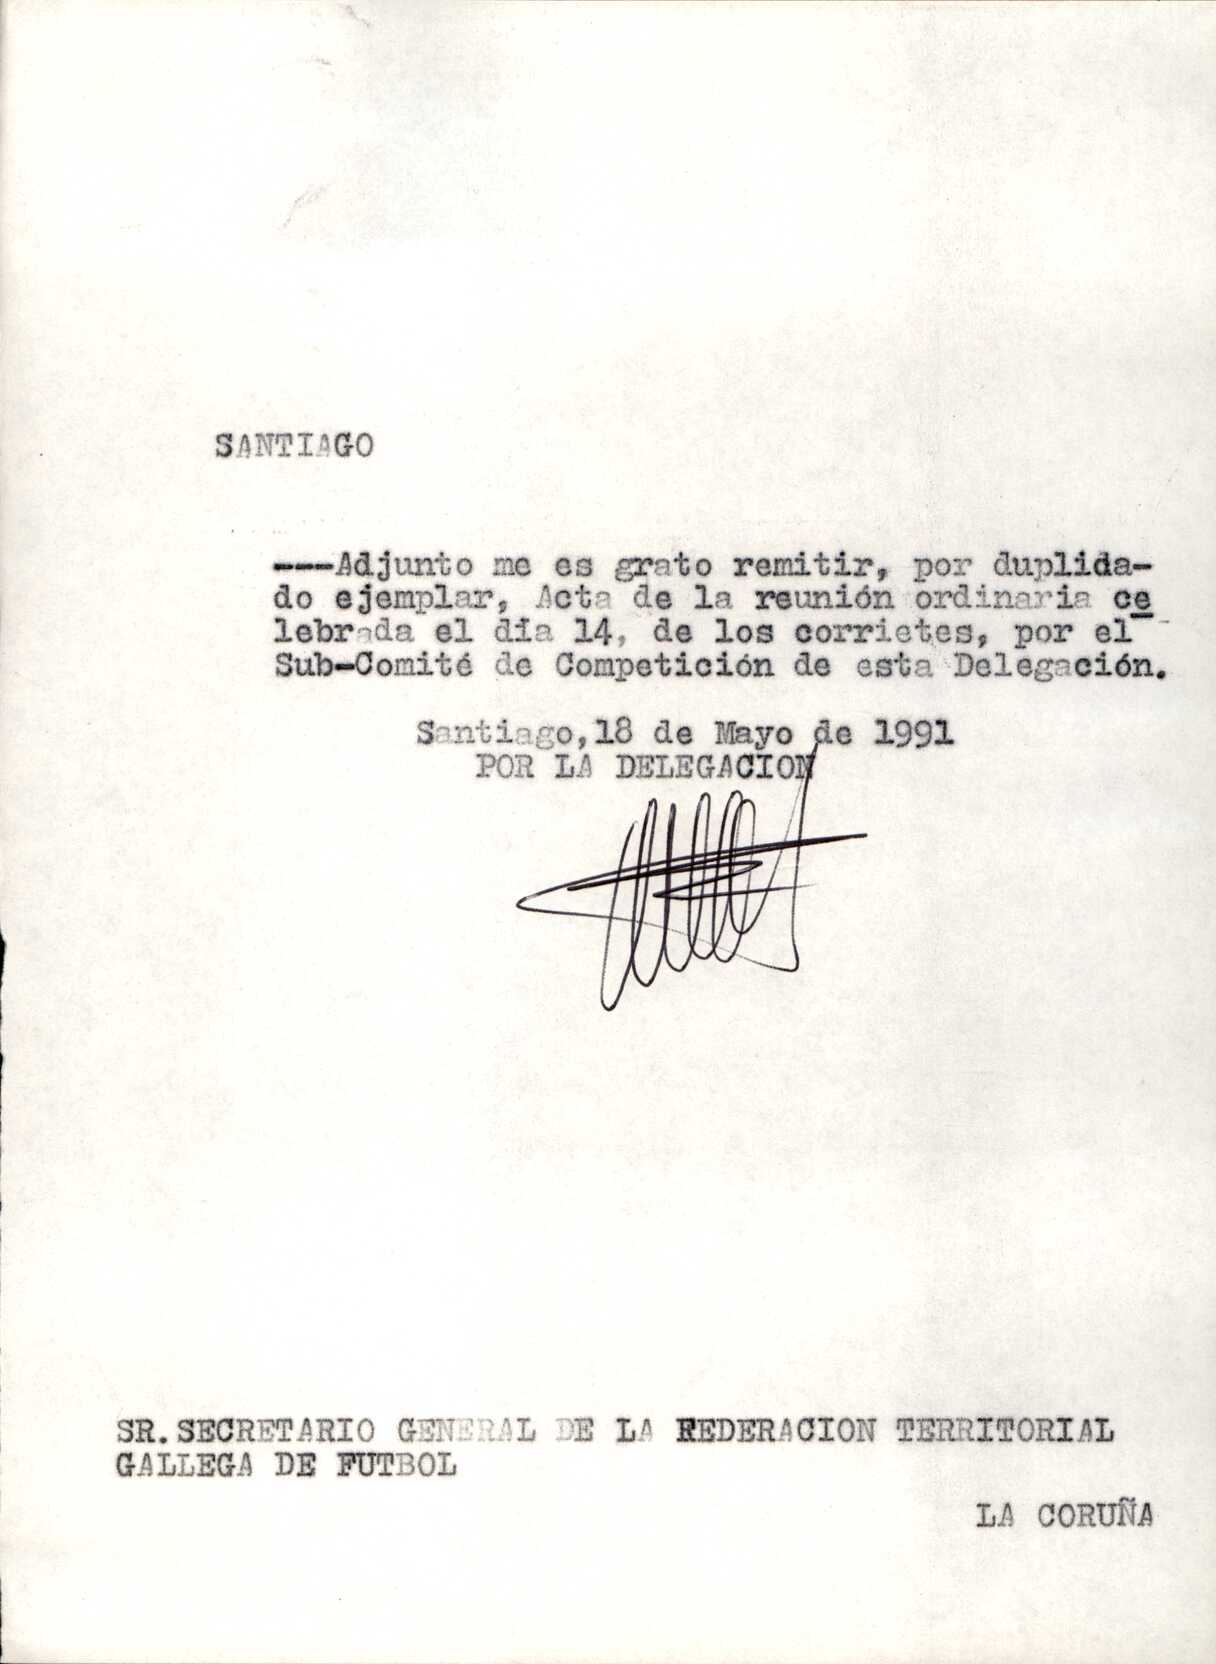 SANTIAGO
---Adjunto me es grato remitir, por duplida-
do ejemplar, Acta de la reunión ordinaria ce
lebrada el día 14, de los corrietes, por el
Sub-Comité de Competición de esta Delegación.
Santiago,18 de Mayo de 1991
POR LA DELEGACION
SR.SECRETARIO GENERAL DE LA FEDERACION TERRITORIAL
GALLEGA DE FUTBOL
LA CORUÑA